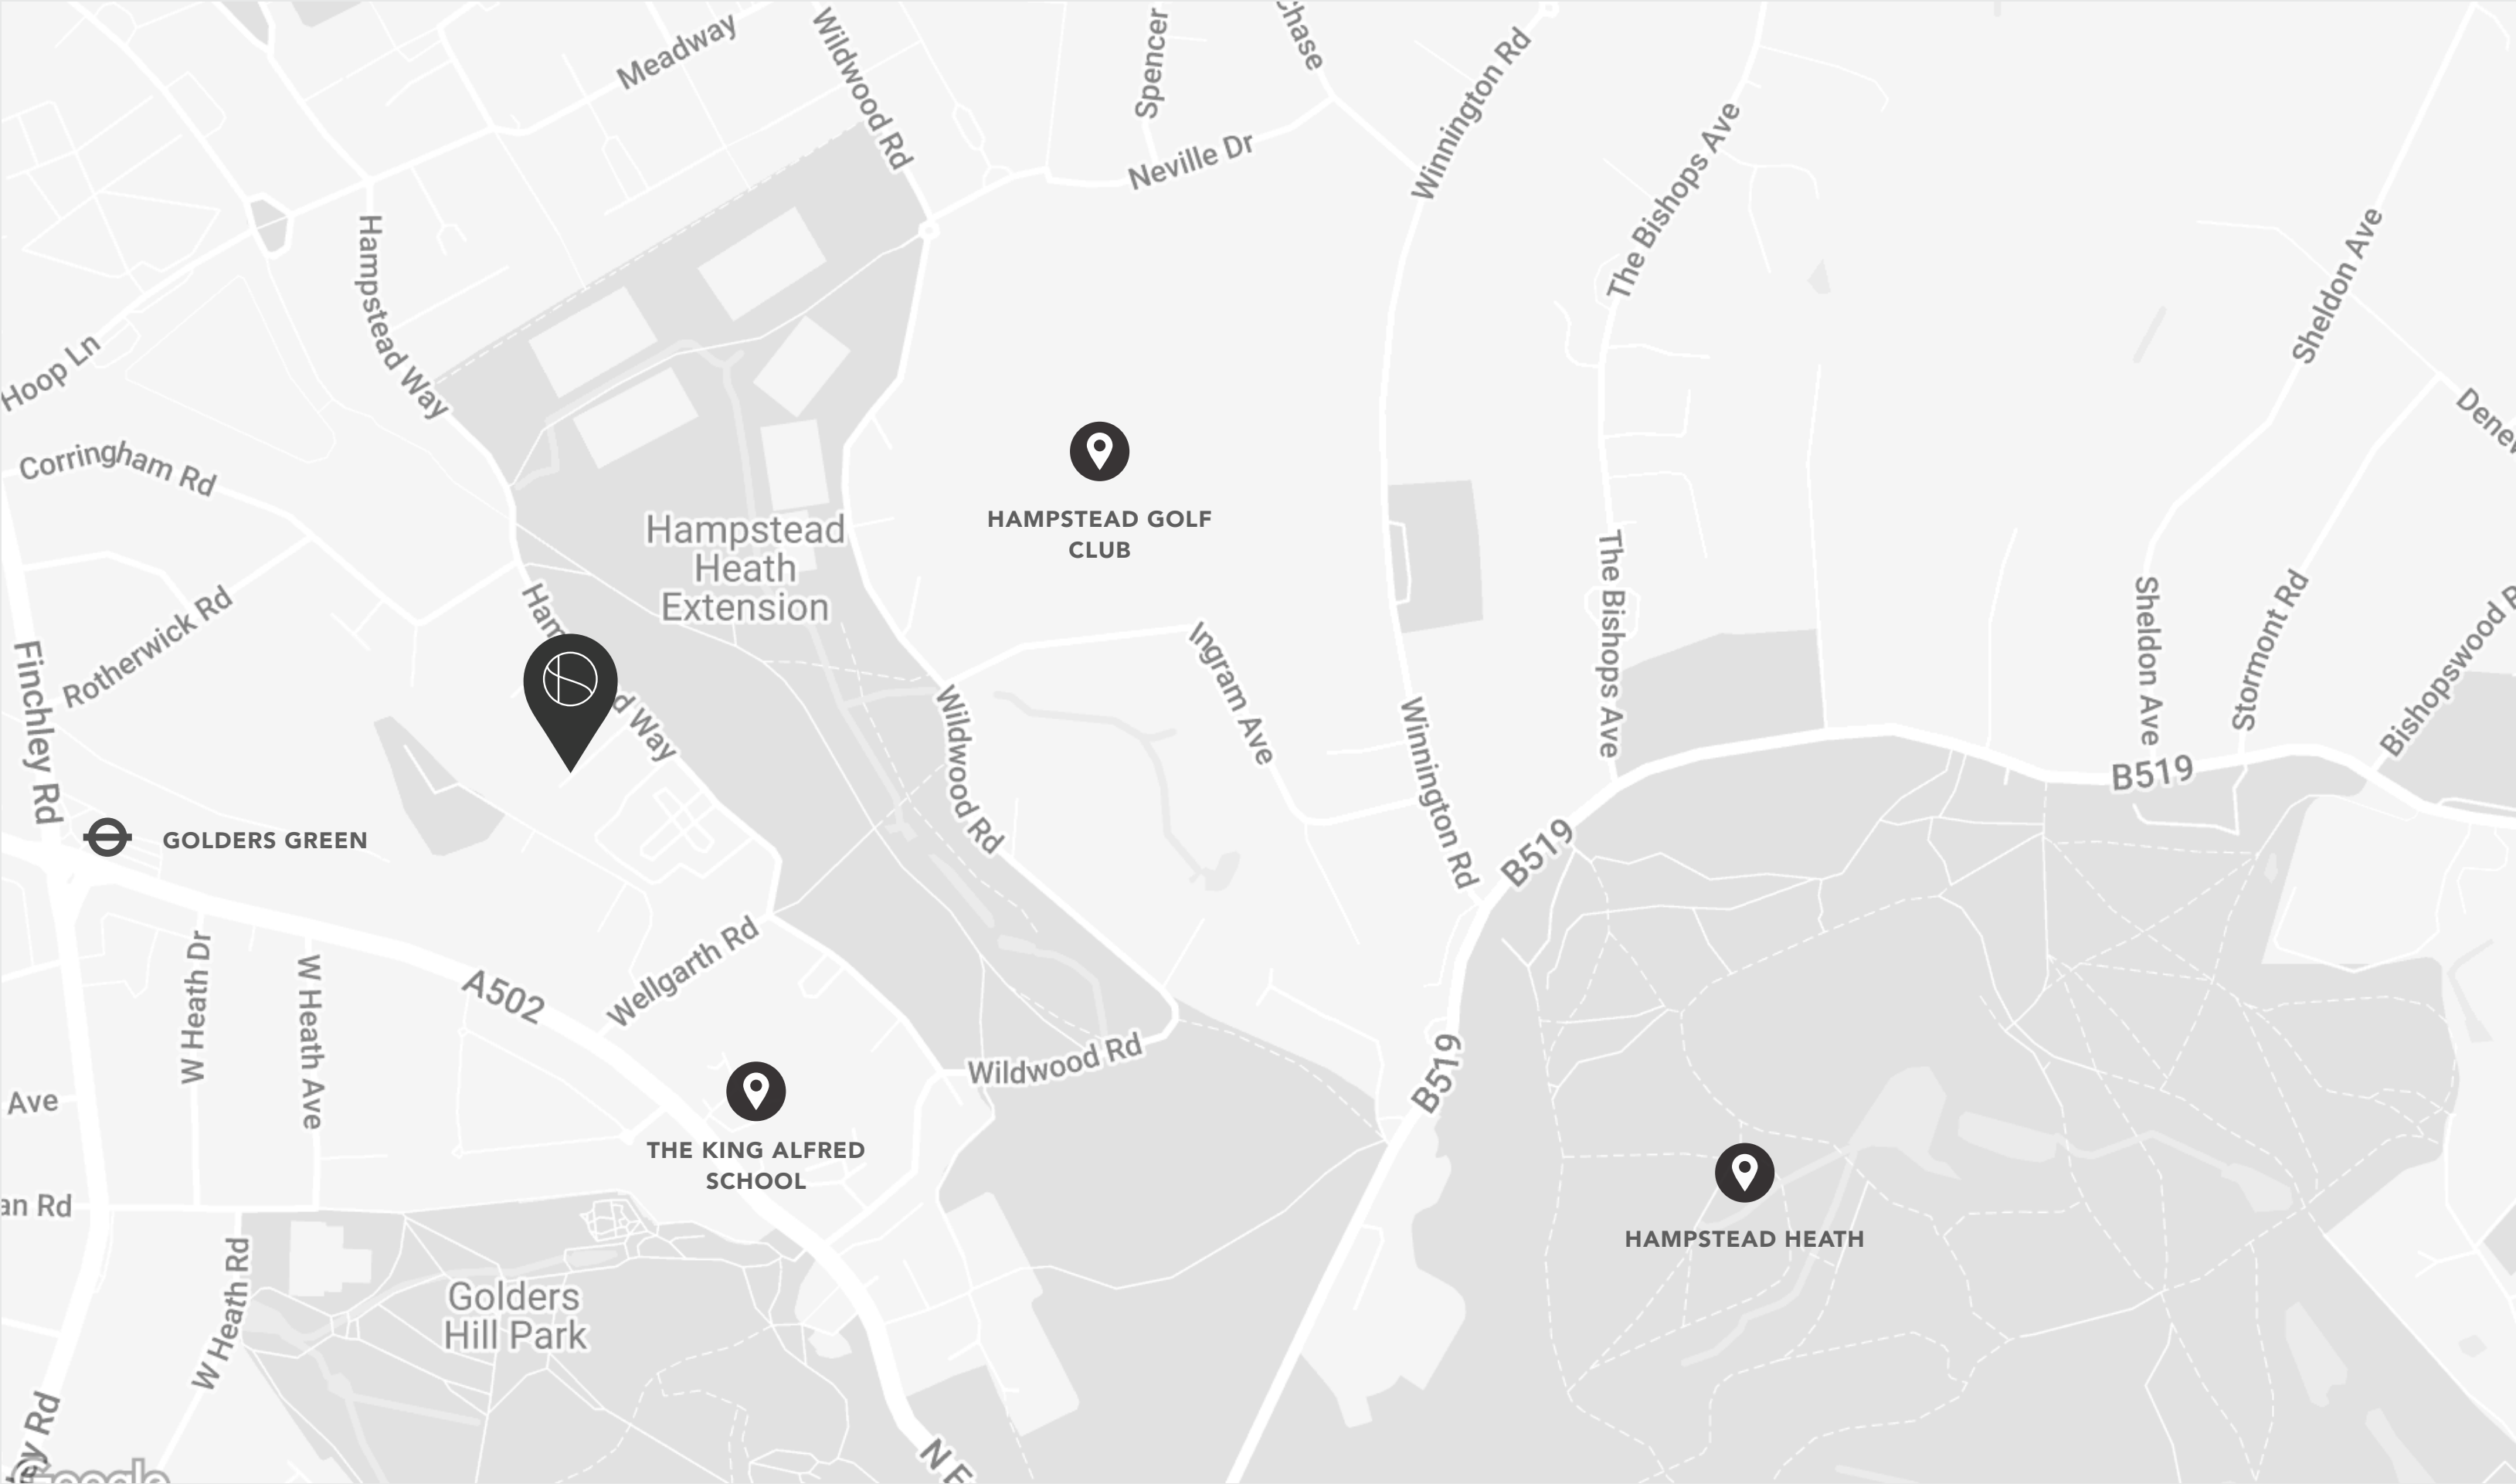 Meadway
Wildwood Rd
Spencer
Chase
Winnington Rd
Neville Dr
The Bishops Ave
Sheldon Ave
Hampstead Way
Hoop Ln
Corringham Rd
HAMPSTEAD GOLF
CLUB
Hampstead
Heath
Extension
The Bishops Ave
Sheldon Ave
Stormont Rd
Bishopswood
Rotherwick Rd
Finchley Rd
Way
Ingram Ave
Wildwood Rd
Winnington Rd
B519
B519
GOLDERS GREEN
A502
Wellgarth Rd
W Heath Dr
W Heath Ave
Wildwood Rd
B519
Ave
THE KING ALFRED
SCHOOL
an Rd
HAMPSTEAD HEATH
W Heath Rd
Golders
Hill Park
Rd
N E
Google